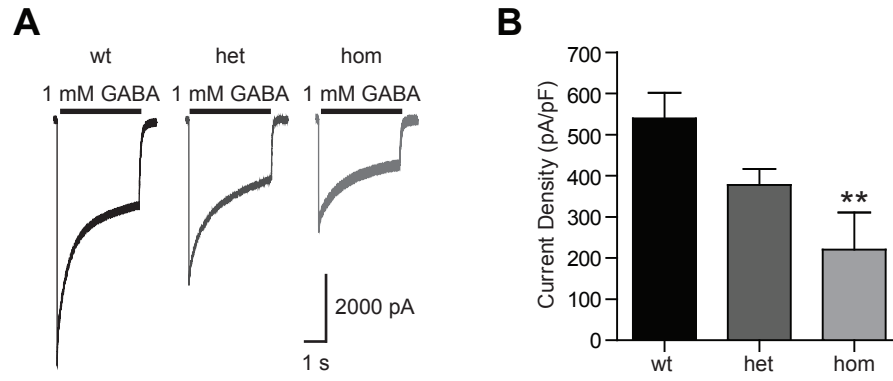 A
wt het hom
1 mM GABA 1 mM GABA 1 mM GABA
2000 pA
1 s
B
Current Density (pA/pF)
700
600
500
400
300
200
100
0
**
wt het hom